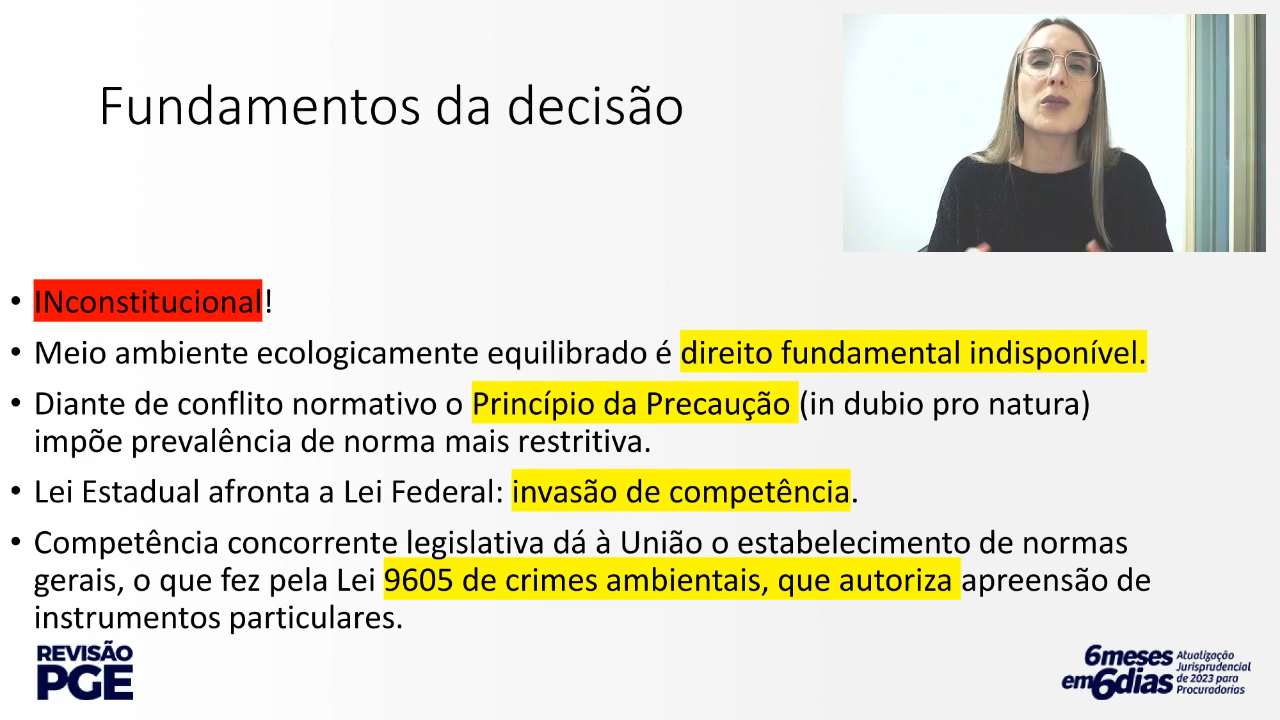 Fundamentos da decisão
• INconstitucional!
• Meio ambiente ecologicamente equilibrado é direito fundamental indisponível.
• Diante de conflito normativo o Princípio da Precaução (in dubio pro natura)
impõe prevalência de norma mais restritiva.
• Lei Estadual afronta a Lei Federal: invasão de competência.
• Competência concorrente legislativa dá à União o estabelecimento de normas
gerais, o que fez pela Lei 9605 de crimes ambientais, que autoriza apreensão de
instrumentos particulares.
REVISÃO
PGE
6meses
em6dias
Atualização
Jurisprudencial
de 2023 para
Procuradorias